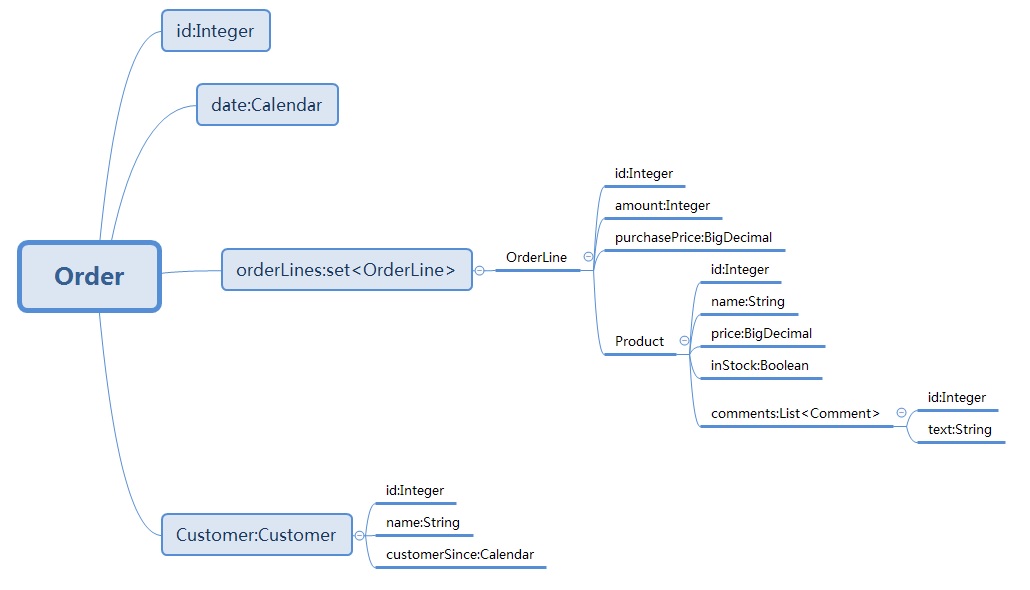 id:Integer
date:Calendar
Order
orderLines:set<OrderLine>
OrderLine
id:Integer
amount:Integer
purchasePrice:BigDecimal
Product
id:Integer
name:String
price:BigDecimal
inStock:Boolean
comments:List<Comment>
id:Integer
text:String
Customer:Customer
id:Integer
name:String
customerSince:Calendar